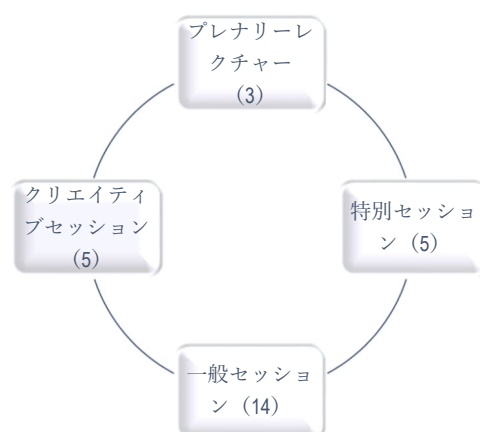 プレナリーレ
クチャー
（3）
クリエイティ
ブセッション
（5）
特別セッショ
ン（5）
一般セッショ
ン（14）